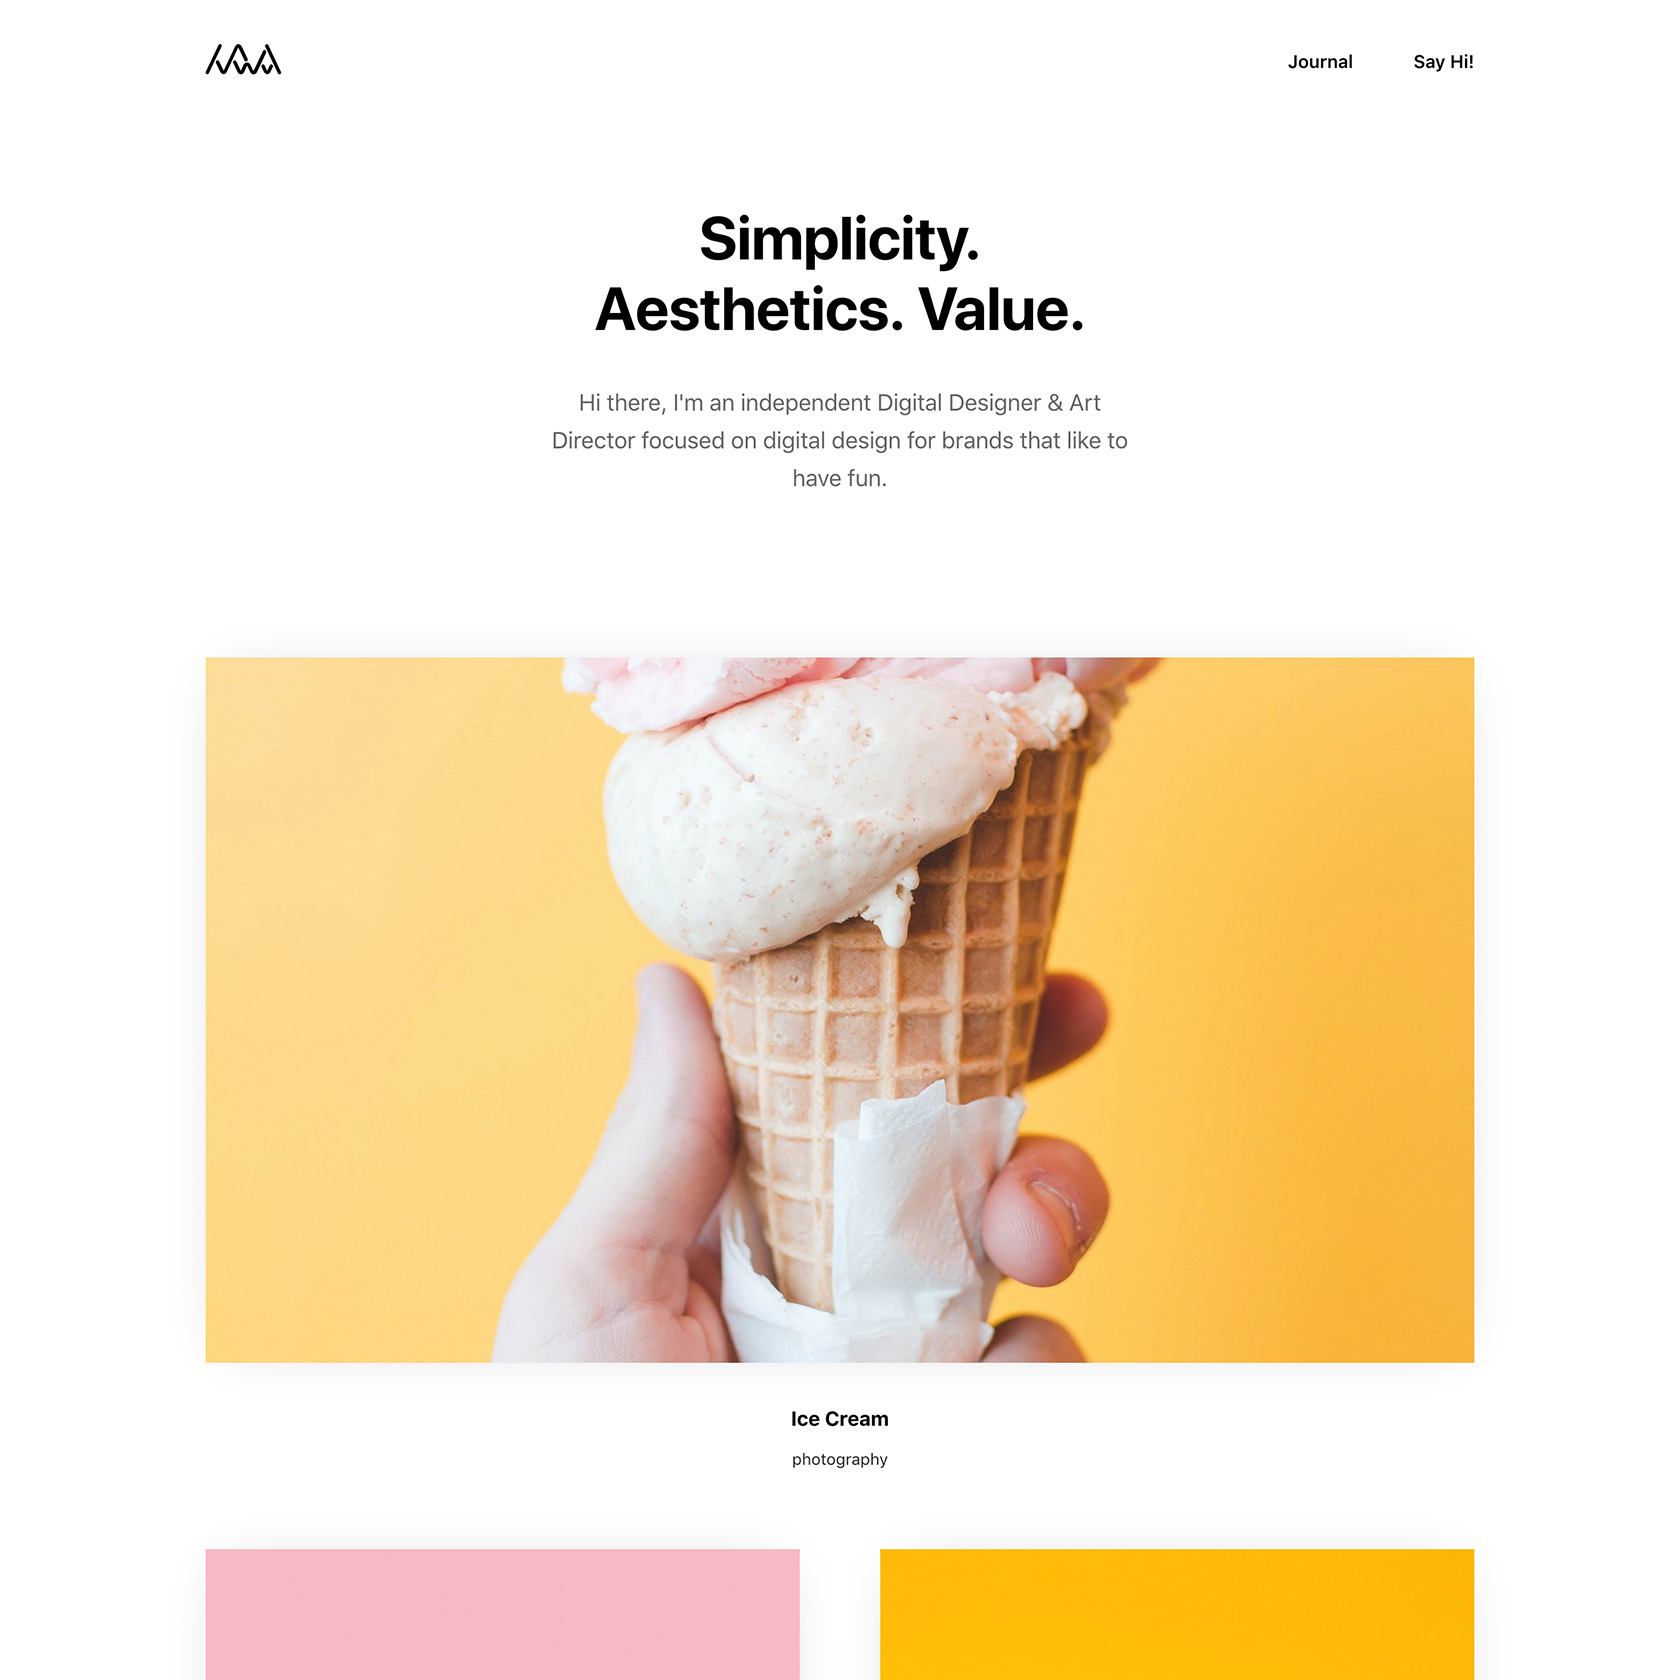 Journal
Say Hi!
Simplicity.
Aesthetics. Value.
Hi there, I'm an independent Digital Designer & Art
Director focused on digital design for brands that like to
have fun.
Ice Cream
photography